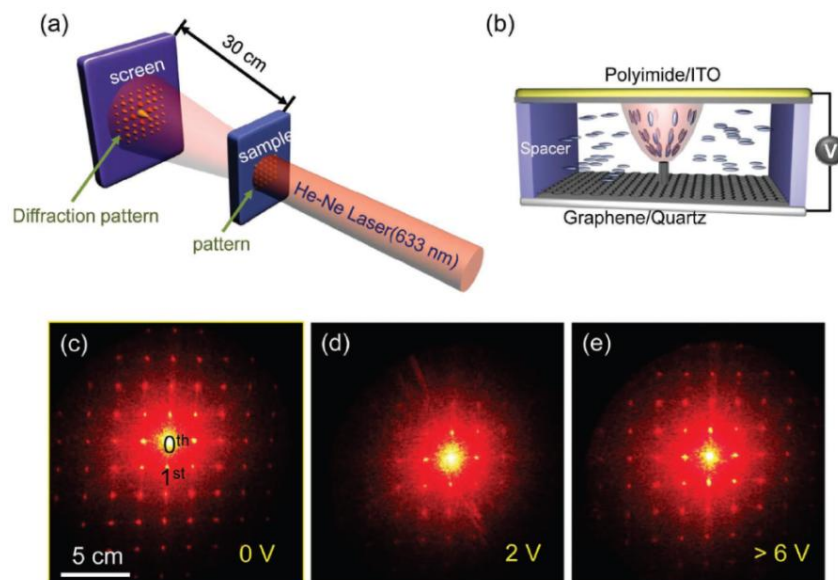 (a)
screen
30 cm
sample
Diffraction pattern
pattern
He-Ne Laser(633 nm)
(b)
Polyimide/ITO
Spacer
V
Graphene/Quartz
(c)
0th
1st
5 cm
0 V
(d)
2 V
(e)
> 6 V